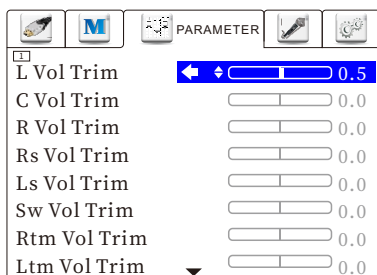 M PARAMETER
1
L Vol Trim 0.5
C Vol Trim 0.0
R Vol Trim 0.0
Rs Vol Trim 0.0
Ls Vol Trim 0.0
Sw Vol Trim 0.0
Rtm Vol Trim 0.0
Ltm Vol Trim 0.0